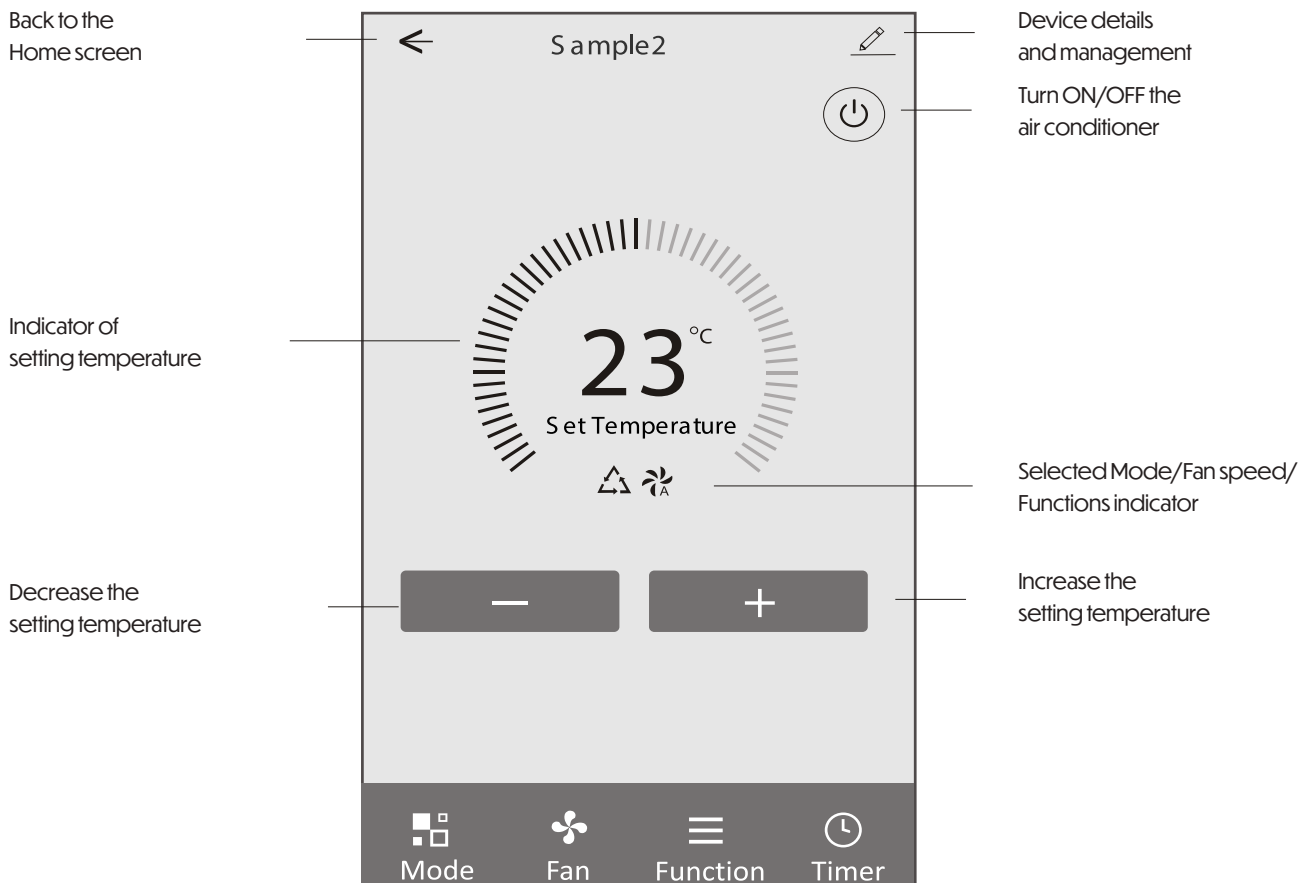 Back to the
Home screen
Sample2
Device details
and management
Turn ON/OFF the
air conditioner
Indicator of
setting temperature
23°C
Set Temperature
A
Selected Mode/Fan speed/
Functions indicator
Decrease the
setting temperature
−
+
Increase the
setting temperature
Mode Fan Function Timer